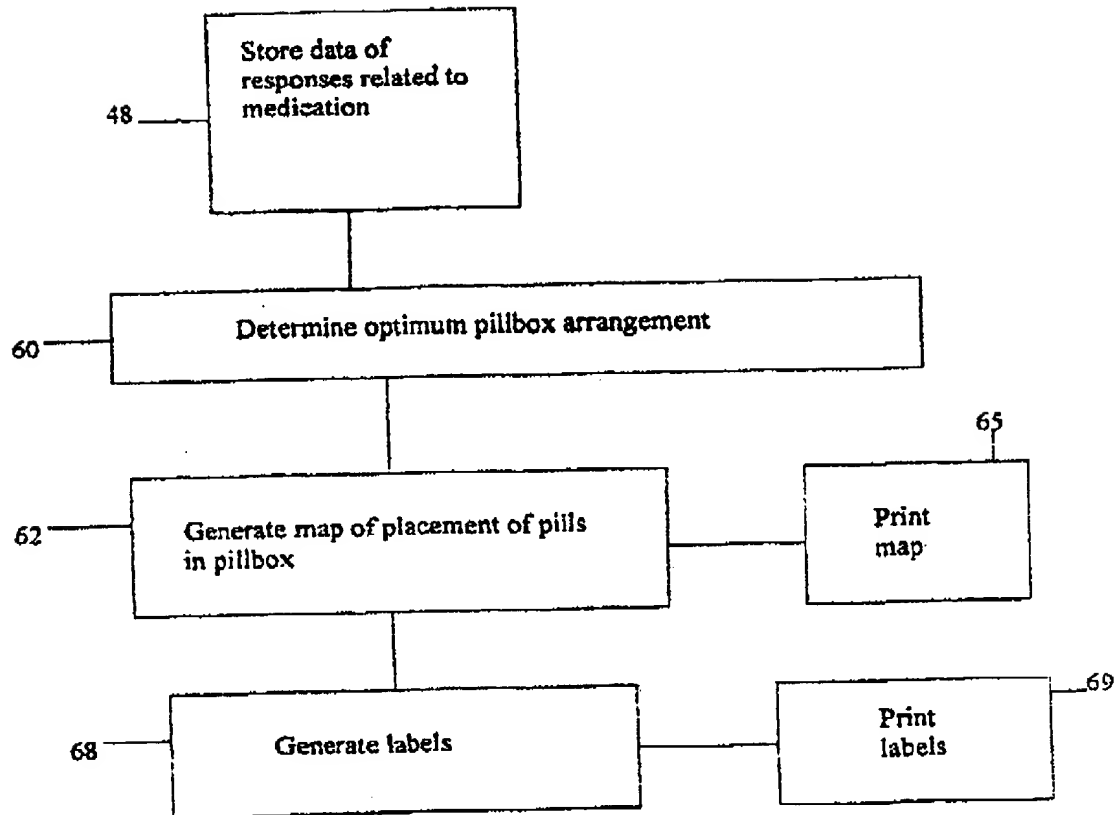 Store data of
responses related to
medication
48
Determine optimum pillbox arrangement
60
65
Generate map of placement of pills
in pillbox
62
Print
map
69
Generate labels
68
Print
labels